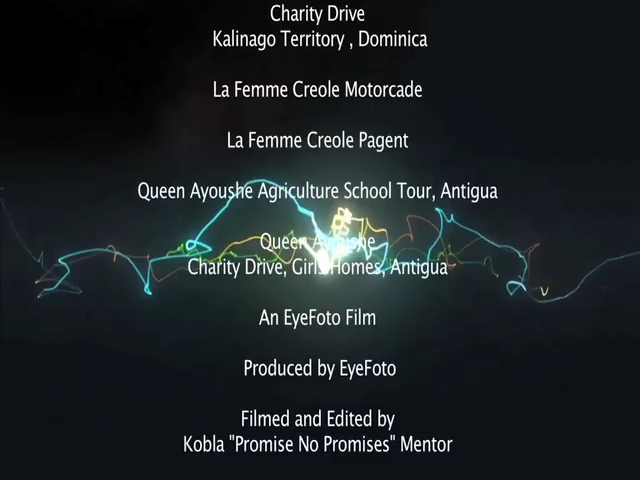 Charity Drive
Kalinago Territory , Dominica
La Femme Creole Motorcade
La Femme Creole Pagent
Queen Ayoushe Agriculture School Tour, Antigua
Queen Ayoushe
Charity Drive, Girls Homes, Antigua
An EyeFoto Film
Produced by EyeFoto
Filmed and Edited by
Kobla "Promise No Promises" Mentor